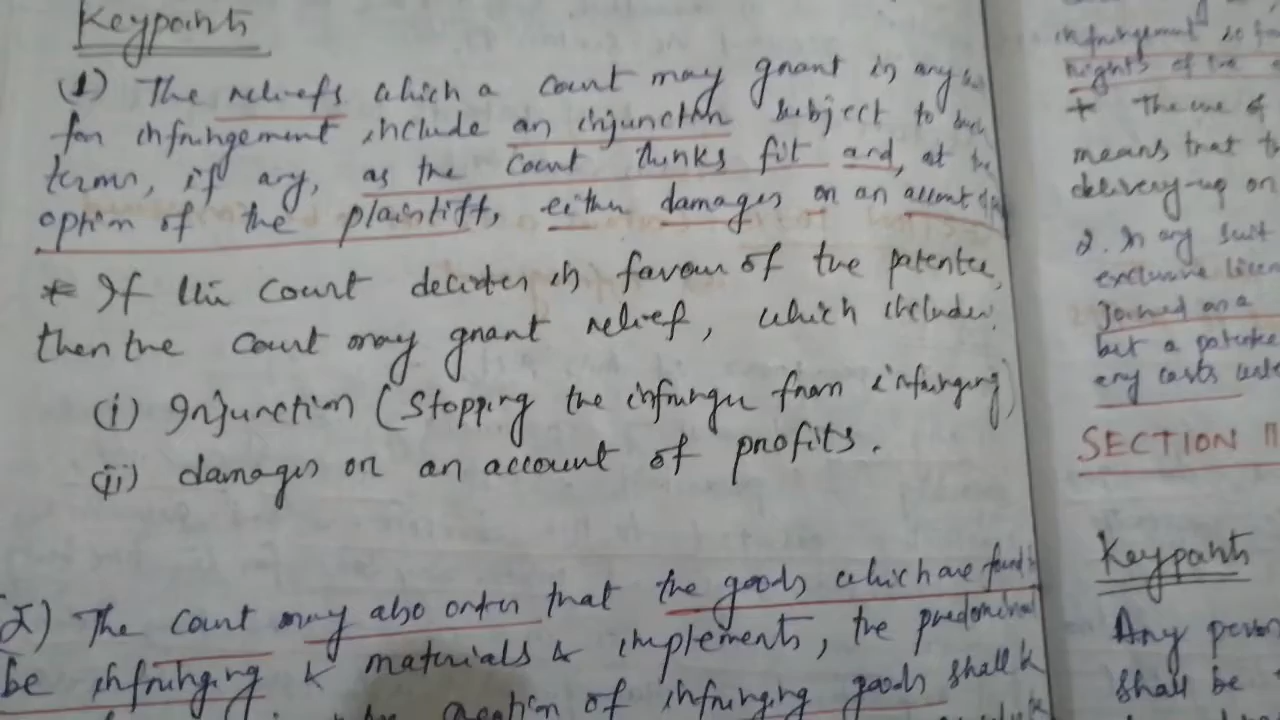 Keypoints
(1) The reliefs which a court may grant in any
for infringement include an injunction subject to such
terms, if any, as the court thinks fit and, at the
option of the plaintiff, either damages or an account of
* If the court decides in favour of the patentee,
then the court may grant relief, which includes.
(i) Injunction (Stopping the infringer from infringing)
(ii) damages or an account of profits.
2) The court may also order that the goods which are found
be infringing & materials & implements, the predominant
creation of infringing goods shall
infringement
rights of the
* The use of
means that
delivery-up or
2. In any suit
exclusive
joined as a
but a
any costs
SECTION 11
Keypoints
Any person
shall be